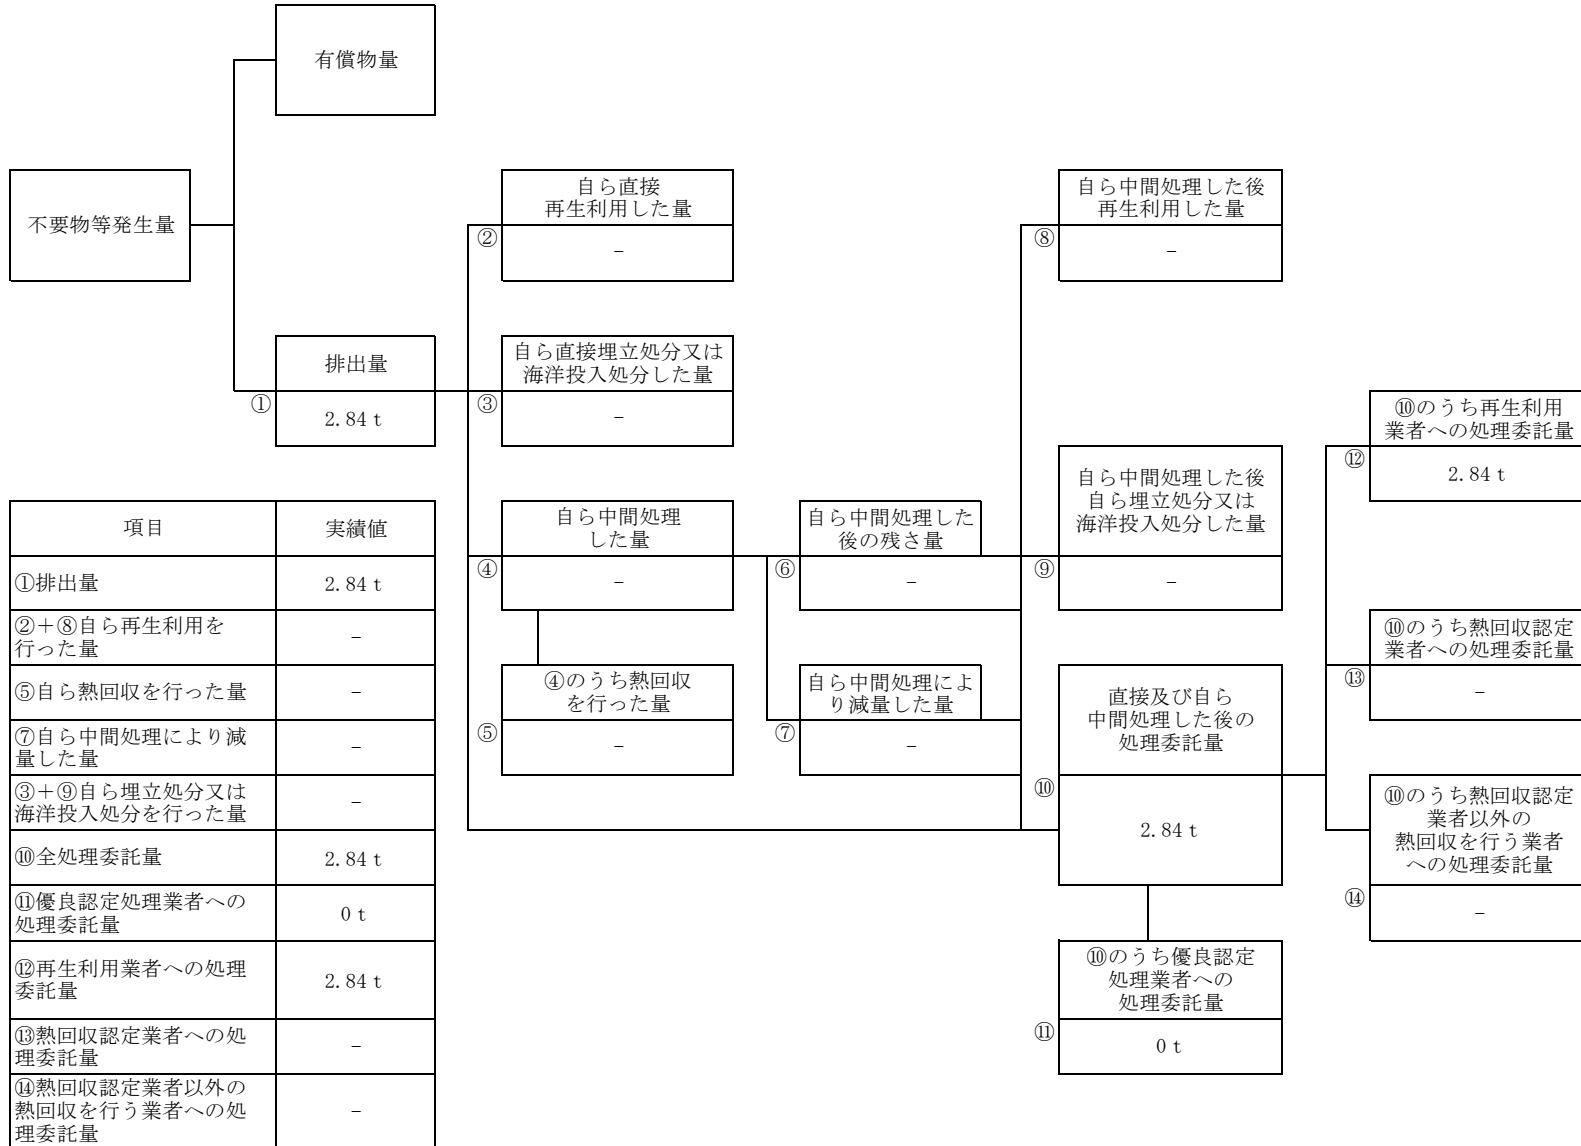 有償物量
不要物等発生量
自ら直接
再生利用した量
②
－
自ら中間処理した後
再生利用した量
⑧
－
排出量
①
2.84 t
自ら直接埋立処分又は
海洋投入処分した量
③
－
自ら中間処理
した量
④
－
自ら中間処理した
後の残さ量
⑥
－
自ら中間処理した後
自ら埋立処分又は
海洋投入処分した量
⑨
－
④のうち熱回収
を行った量
⑤
－
自ら中間処理によ
り減量した量
⑦
－
直接及び自ら
中間処理した後の
処理委託量
⑩
2.84 t
⑩のうち優良認定
処理業者への
処理委託量
⑪
0 t
⑩のうち再生利用
業者への処理委託量
⑫
2.84 t
⑩のうち熱回収認定
業者への処理委託量
⑬
－
⑩のうち熱回収認定
業者以外の
熱回収を行う業者
への処理委託量
⑭
－
項目 実績値
①排出量 2.84 t
②＋⑧自ら再生利用を
行った量 －
⑤自ら熱回収を行った量 －
⑦自ら中間処理により減
量した量 －
③＋⑨自ら埋立処分又は
海洋投入処分を行った量 －
⑩全処理委託量 2.84 t
⑪優良認定処理業者への
処理委託量 0 t
⑫再生利用業者への処理
委託量 2.84 t
⑬熱回収認定業者への処
理委託量 －
⑭熱回収認定業者以外の
熱回収を行う業者への処
理委託量 －